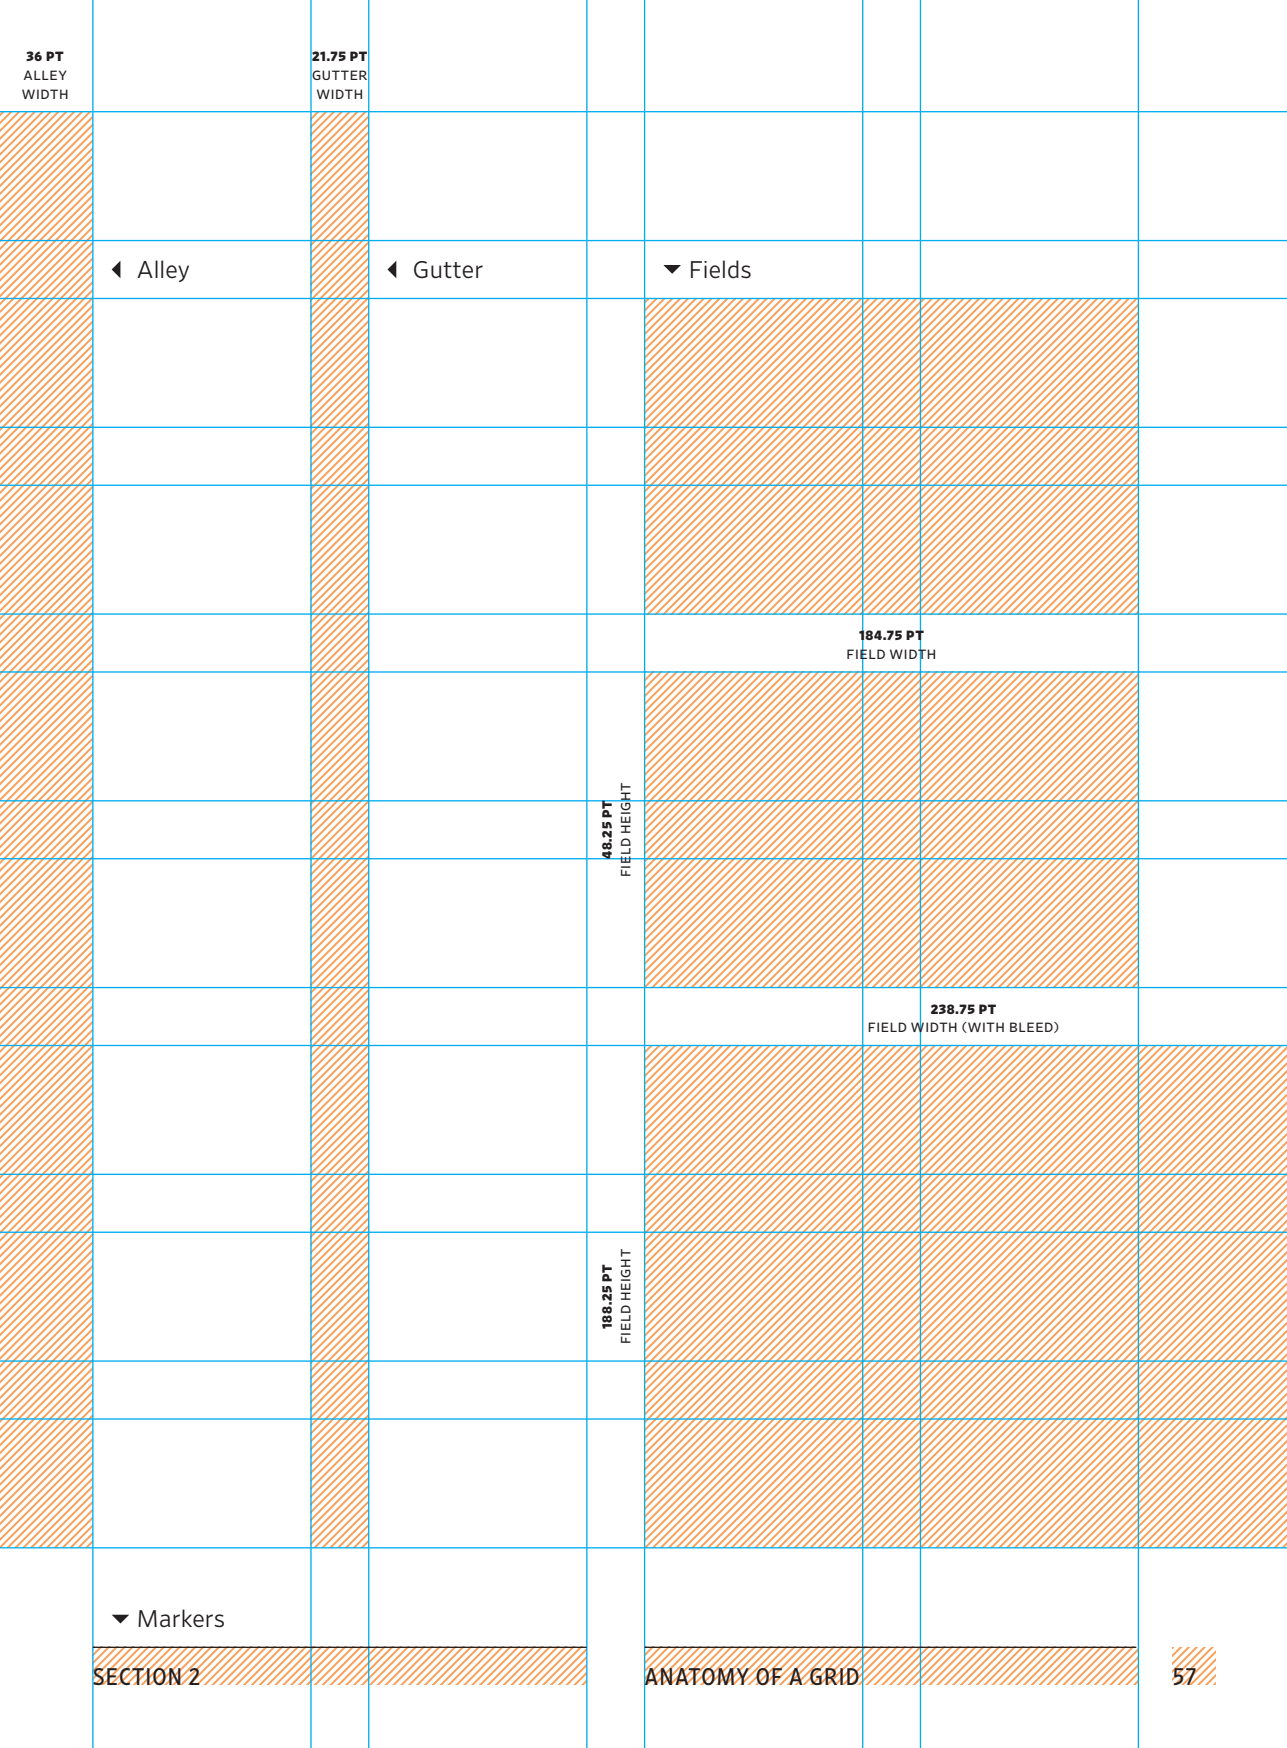 36 PT
ALLEY
WIDTH
21.75 PT
GUTTER
WIDTH
Alley
Gutter
Fields
184.75 PT
FIELD WIDTH
48.25 PT
FIELD HEIGHT
238.75 PT
FIELD WIDTH (WITH BLEED)
188.25 PT
FIELD HEIGHT
Markers
SECTION 2
ANATOMY OF A GRID
57